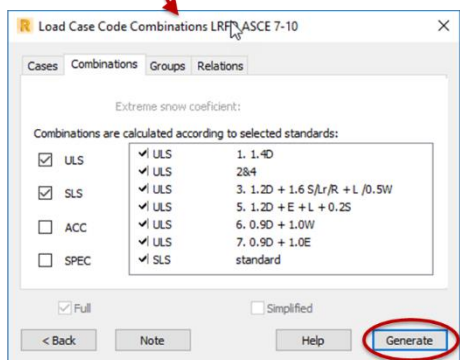 R Load Case Code Combinations LRFD ASCE 7-10
Cases Combinations Groups Relations
Extreme snow coeficient:
Combinations are calculated according to selected standards:
ULS
SLS
ACC
SPEC
ULS 1. 1.4D
ULS 2&4
ULS 3. 1.2D + 1.6 S/Lr/R + L /0.5W
ULS 5. 1.2D + E + L + 0.2S
ULS 6. 0.9D + 1.0W
ULS 7. 0.9D + 1.0E
SLS standard
Full Simplified
< Back Note Help Generate